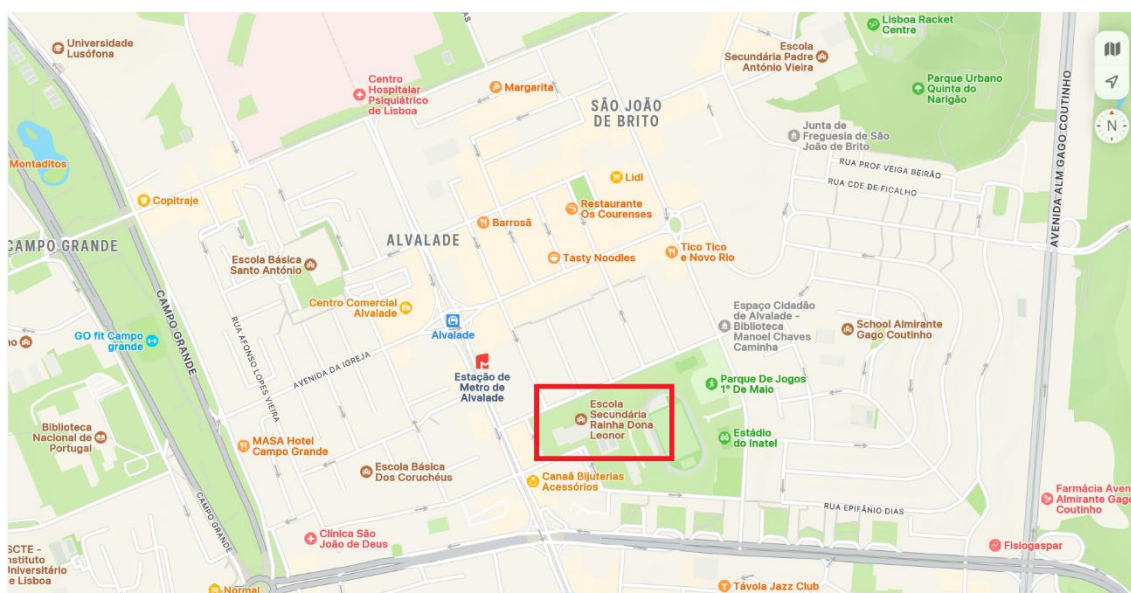 Universidade
Lusófona
Lisboa Racket
Centre
Escola
Secundária Padre
António Vieira
Centro
Hospitalar
Psiquiátrico
de Lisboa
Margarita
SÃO JOÃO
DE BRITO
Parque Urbano
Quinta do
Narigão
N
Junta de
Freguesia de São
João de Brito
Montaditos
RUA PROF VEIGA BEIRÃO
Lidl
RUA CDE DE FICALHO
AVENIDA ALM GAGO COUTINHO
Copitraje
Restaurante
Os Courenses
Barrosã
CAMPO GRANDE
ALVALADE
Tico Tico
e Novo Rio
Escola Básica
Santo António
Tasty Noodles
Centro Comercial
Alvalade
Espaço Cidadão
de Alvalade -
Biblioteca
Manoel Chaves
Caminha
CAMPO GRANDE
Alvalade
School Almirante
Gago Coutinho
GO fit Campo
grande
RUA AFONSO LOPES VIEIRA
AVENIDA DA IGREJA
Estação de
Metro de
Alvalade
Parque De Jogos
1º De Maio
Escola
Secundária
Rainha Dona
Leonor
Biblioteca
Nacional de
Portugal
MASA Hotel
Campo Grande
Estádio
do Inatel
Escola Básica
Dos Coruchéus
Canaã Bijuterias
Acessórios
Farmácia Aven
Almirante Gago
Coutinho
CAMPO GRANDE
RUA EPIFÂNIO DIAS
Clínica São
João de Deus
Fisiogaspar
SCTE -
nstituto
Universitário
e Lisboa
Normal
Távola Jazz Club